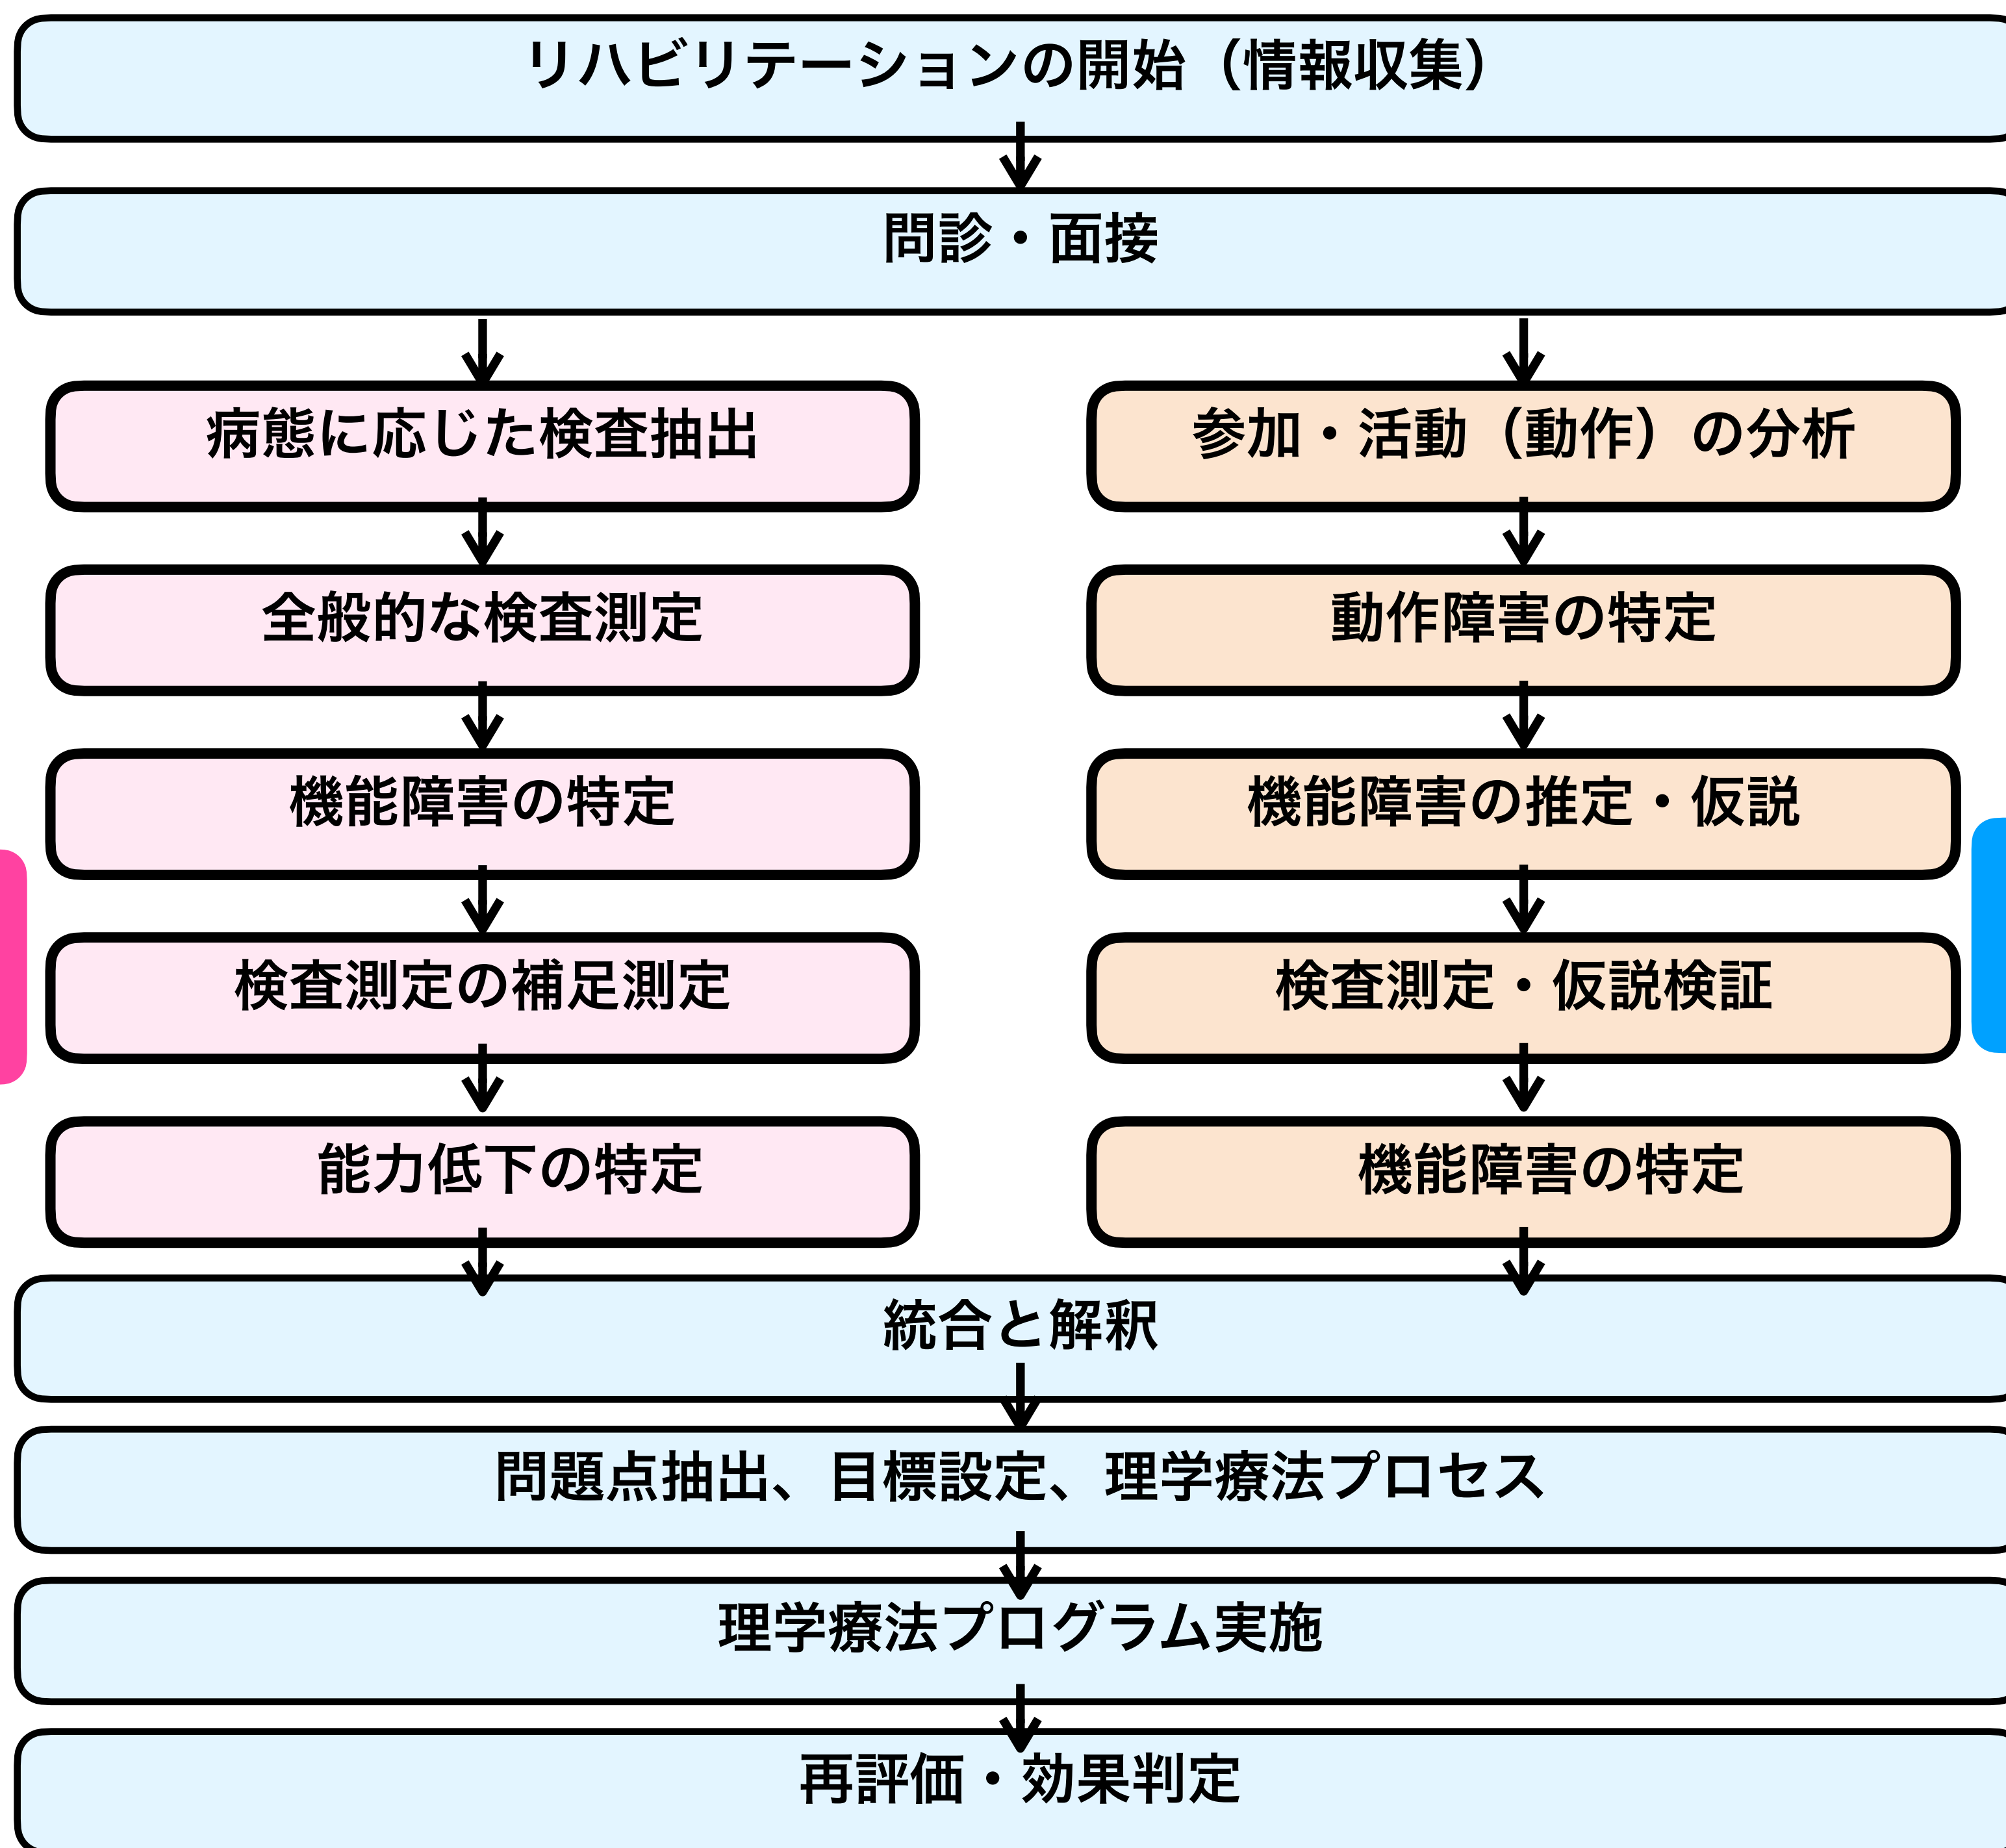 リハビリテーションの開始（情報収集）
問診・面接
病態に応じた検査抽出
全般的な検査測定
機能障害の特定
検査測定の補足測定
能力低下の特定
参加・活動（動作）の分析
動作障害の特定
機能障害の推定・仮説
検査測定・仮説検証
機能障害の特定
統合と解釈
問題点抽出、目標設定、理学療法プロセス
理学療法プログラム実施
再評価・効果判定